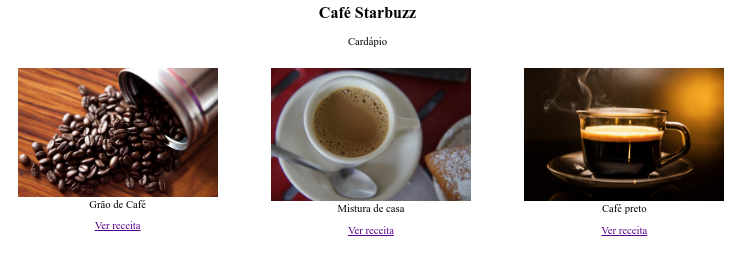 Café Starbuzz
Cardápio
Grão de Café
Ver receita
Mistura de casa
Ver receita
Café preto
Ver receita